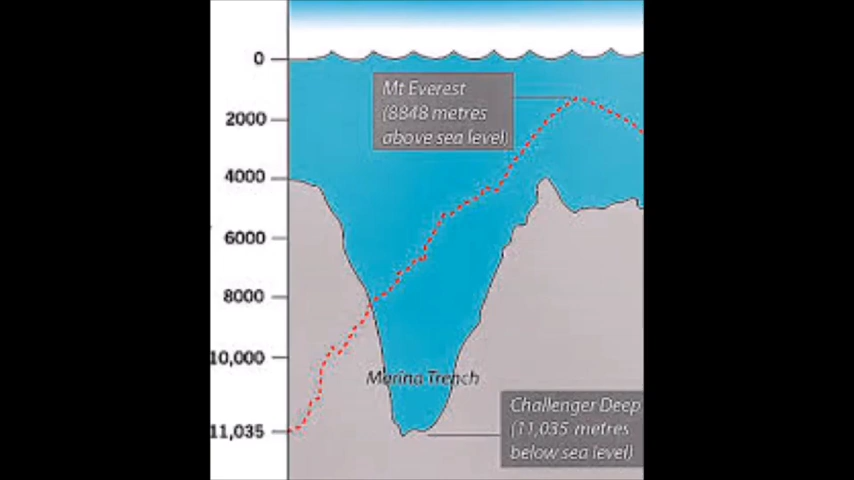 0
2000
4000
6000
8000
10,000
11,035
Mt Everest
(8848 metres
above sea level)
Marina Trench
Challenger Deep
(11,035 metres
below sea level)